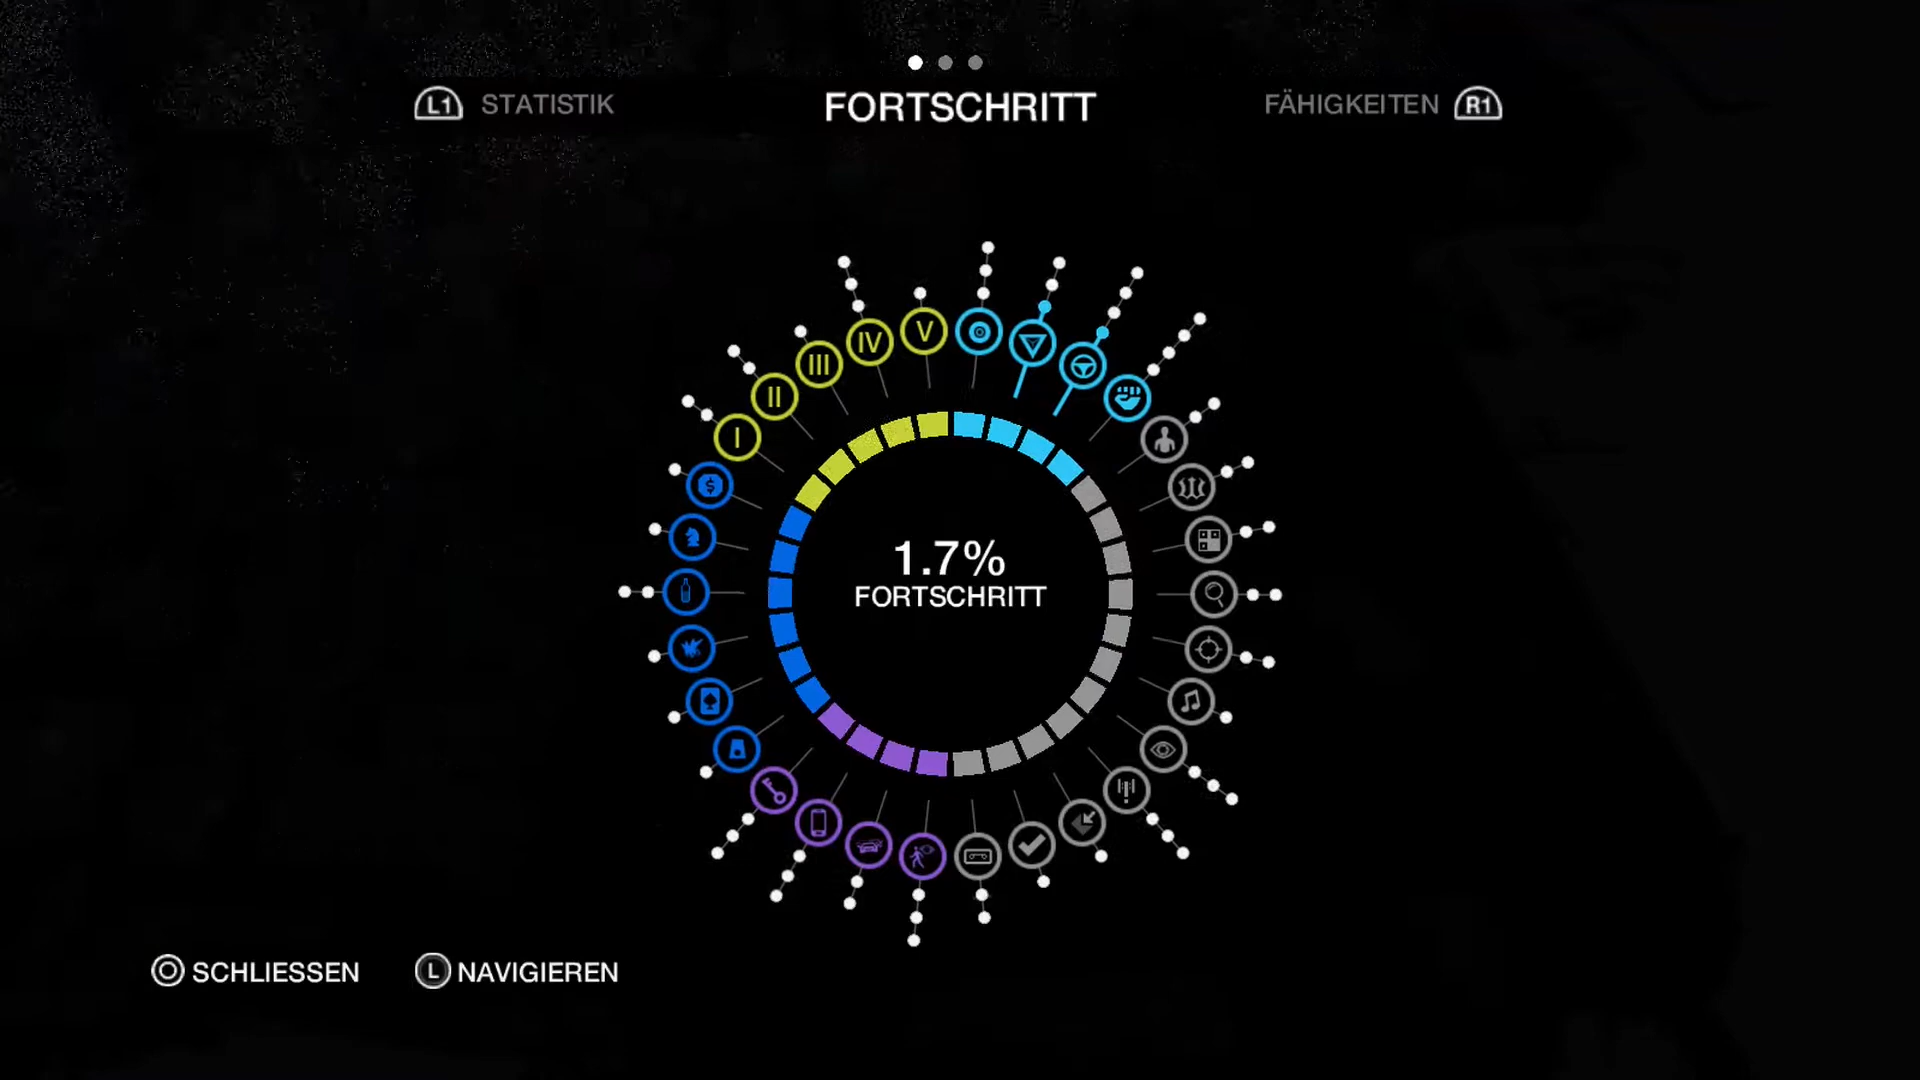 L1 STATISTIK
FORTSCHRITT
FÄHIGKEITEN R1
I
II
III
IV
V
$
1.7%
FORTSCHRITT
SCHLIESSEN
L NAVIGIEREN